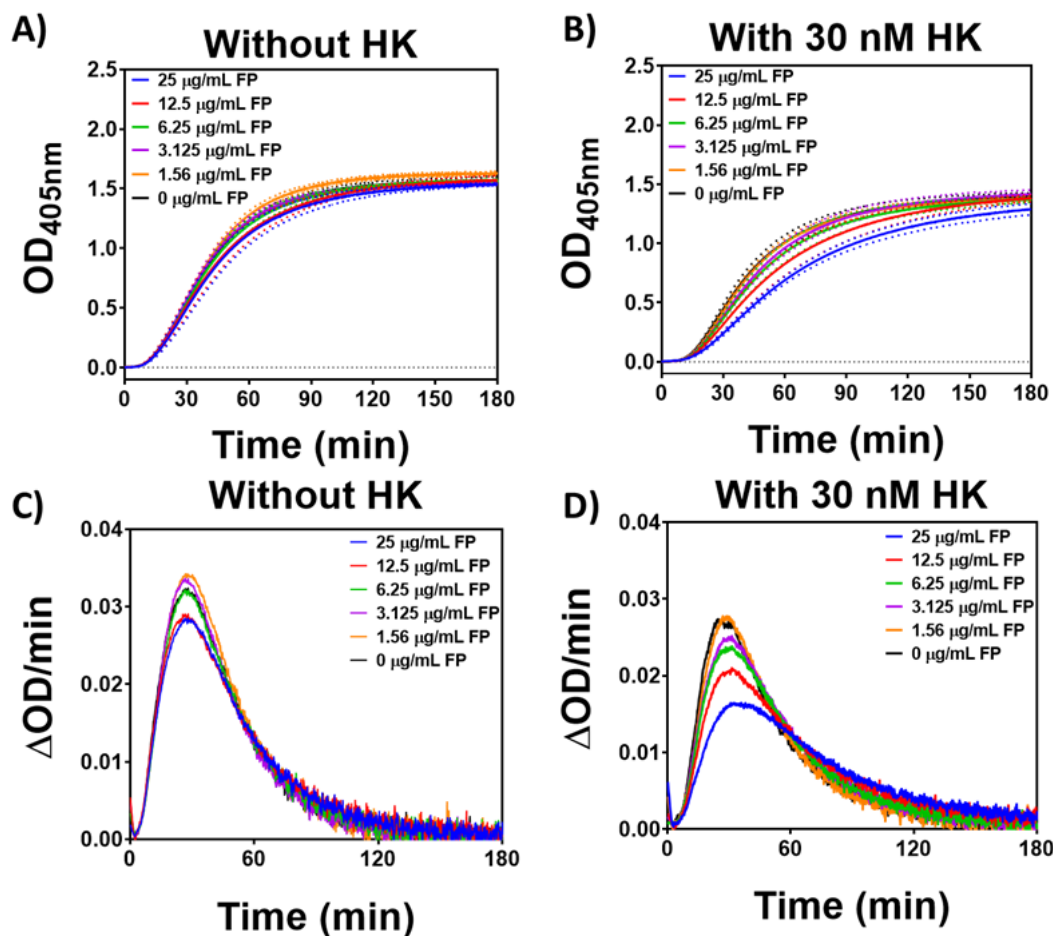 A)
Without HK
2.5
2.0
1.5
1.0
0.5
0.0
OD405nm
25 µg/mL FP
12.5 µg/mL FP
6.25 µg/mL FP
3.125 µg/mL FP
1.56 µg/mL FP
0 µg/mL FP
0 30 60 90 120 150 180
Time (min)
B)
With 30 nM HK
2.5
2.0
1.5
1.0
0.5
0.0
OD405nm
25 µg/mL FP
12.5 µg/mL FP
6.25 µg/mL FP
3.125 µg/mL FP
1.56 µg/mL FP
0 µg/mL FP
0 30 60 90 120 150 180
Time (min)
C)
Without HK
0.04
0.03
0.02
0.01
0.00
ΔOD/min
25 µg/mL FP
12.5 µg/mL FP
6.25 µg/mL FP
3.125 µg/mL FP
1.56 µg/mL FP
0 µg/mL FP
0 60 120 180
Time (min)
D)
With 30 nM HK
0.04
0.03
0.02
0.01
0.00
ΔOD/min
25 µg/mL FP
12.5 µg/mL FP
6.25 µg/mL FP
3.125 µg/mL FP
1.56 µg/mL FP
0 µg/mL FP
0 60 120 180
Time (min)